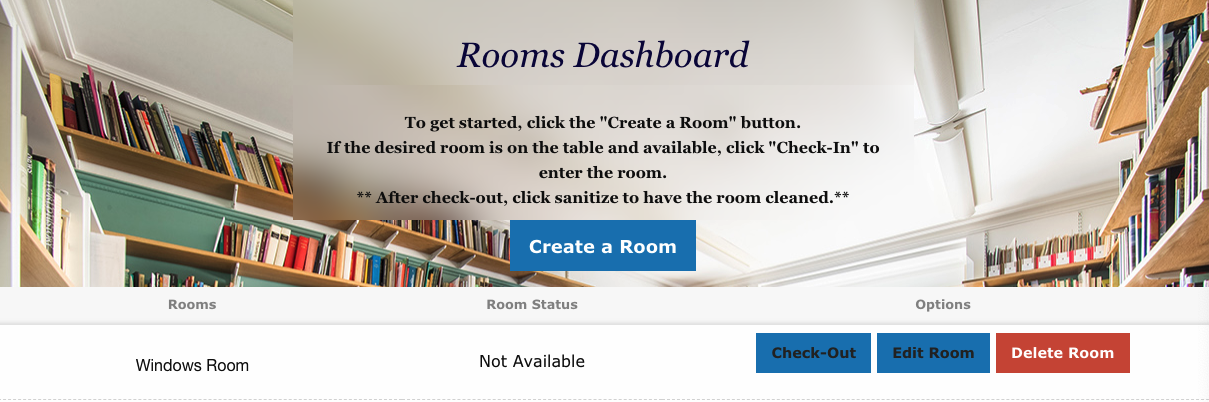 Rooms Dashboard
To get started, click the "Create a Room" button.
If the desired room is on the table and available, click "Check-In" to
enter the room.
** After check-out, click sanitize to have the room cleaned.**
Create a Room
Rooms Room Status Options
Windows Room Not Available Check-Out Edit Room Delete Room